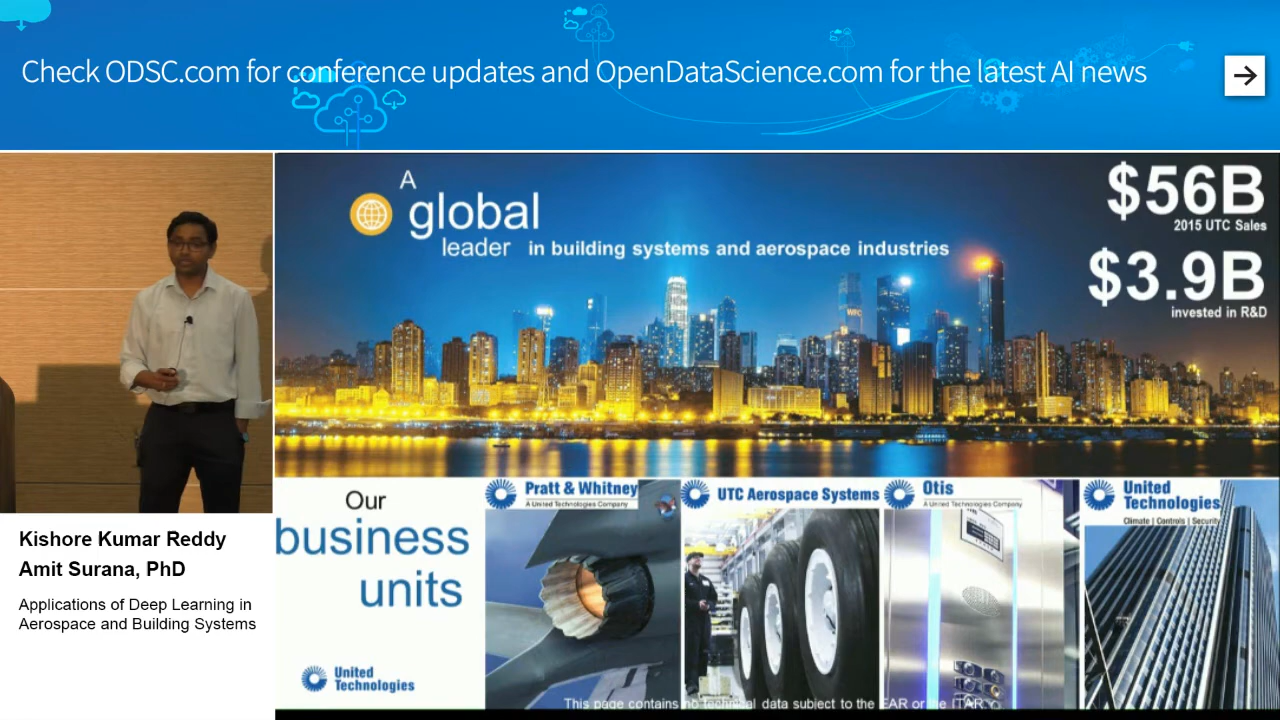 Check ODSC.com for conference updates and OpenDataScience.com for the latest AI news
A
global
leader in building systems and aerospace industries
$56B
2015 UTC Sales
$3.9B
invested in R&D
WFC
Our
business
units
United
Technologies
Pratt & Whitney
A United Technologies Company
UTC Aerospace Systems
Otis
A United Technologies Company
United
Technologies
Climate | Controls | Security
This page contains no technical data subject to the EAR or the ITAR.
Kishore Kumar Reddy
Amit Surana, PhD
Applications of Deep Learning in
Aerospace and Building Systems